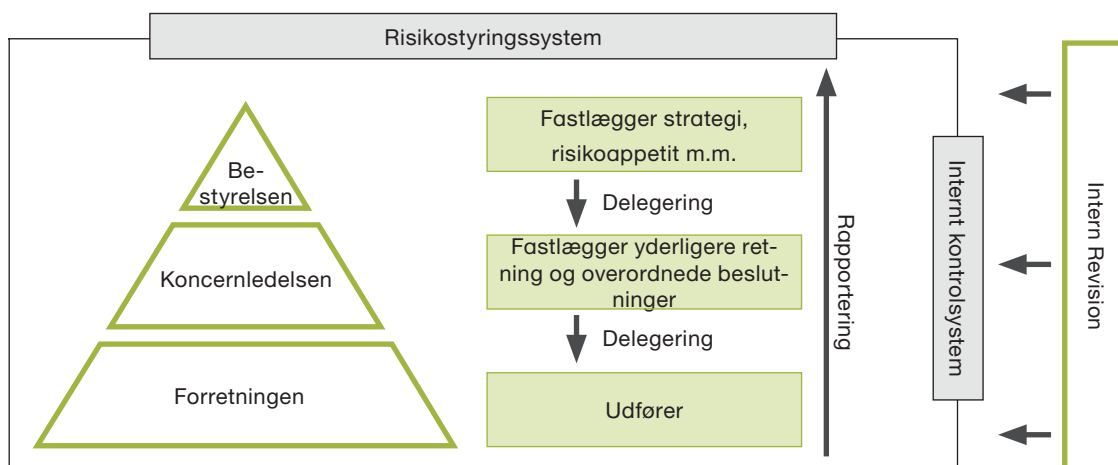 Risikostyringssystem
Be-
styrelsen
Koncernledelsen
Forretningen
Fastlægger strategi,
risikoappetit m.m.
Delegering
Fastlægger yderligere ret-
ning og overordnede beslut-
ninger
Delegering
Udfører
Rapportering
Internt kontrolsystem
Intern Revision